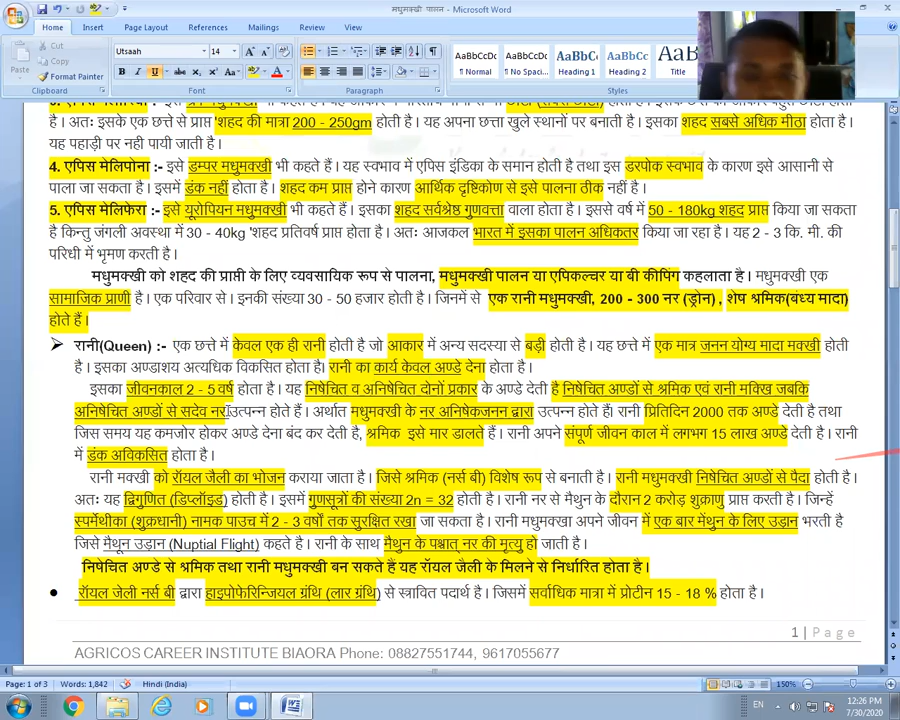 मधुमक्खी पालन - Microsoft Word
Home Insert Page Layout References Mailings Review View
Cut
Copy
Paste
Format Painter
Clipboard
Utsaah 14
Font
Paragraph
AaBbCcDc AaBbCcDc AaBbCc AaBbCc AaB
¶ Normal ¶ No Spaci... Heading 1 Heading 2 Title
है। अतः इसके एक छत्ते से प्राप्त 'शहद की मात्रा 200 - 250gm होती है। यह अपना छत्ता खुले स्थानों पर बनाती है। इसका शहद सबसे अधिक मीठा होता है।
यह पहाड़ी पर नही पायी जाती है।
4. एपिस मेलिपोना :- इसे डम्पर मधुमक्खी भी कहते हैं। यह स्वभाव में एपिस इंडिका के समान होती है तथा इस डरपोक स्वभाव के कारण इसे आसानी से
पाला जा सकता है। इसमें डंक नहीं होता है। शहद कम प्राप्त होने कारण आर्थिक दृष्टिकोण से इसे पालना ठीक नहीं है।
5. एपिस मेलिफेरा :- इसे यूरोपियन मधुमक्खी भी कहते हैं। इसका शहद सर्वश्रेष्ठ गुणवत्ता वाला होता है। इससे वर्ष में 50 - 180kg शहद प्राप्त किया जा सकता
है किन्तु जंगली अवस्था में 30 - 40kg 'शहद प्रतिवर्ष प्राप्त होता है। अतः आजकल भारत में इसका पालन अधिकतर किया जा रहा है। यह 2 - 3 कि. मी. की
परिधी में भृमण करती है।
मधुमक्खी को शहद की प्राप्ती के लिए व्यवसायिक रूप से पालना, मधुमक्खी पालन या एपिकल्चर या बी कीपिंग कहलाता है। मधुमक्खी एक
सामाजिक प्राणी है। एक परिवार से। इनकी संख्या 30 - 50 हजार होती है। जिनमें से एक रानी मधुमक्खी, 200 - 300 नर (ड्रोन), शेष श्रमिक(बंध्य मादा)
होते हैं।
➢ रानी(Queen) :- एक छत्ते में केवल एक ही रानी होती है जो आकार में अन्य सदस्या से बड़ी होती है। यह छत्ते में एक मात्र जनन योग्य मादा मक्खी होती
है। इसका अण्डाशय अत्यधिक विकसित होता है। रानी का कार्य केवल अण्डे देना होता है।
इसका जीवनकाल 2 - 5 वर्ष होता है। यह निषेचित व अनिषेचित दोनों प्रकार के अण्डे देती है निषेचित अण्डों से श्रमिक एवं रानी मक्खि जबकि
अनिषेचित अण्डों से सदेव नर उत्पन्न होते हैं। अर्थात मधुमक्खी के नर अनिषेकजनन द्वारा उत्पन्न होते हैं। रानी प्रितिदिन 2000 तक अण्डे देती है तथा
जिस समय यह कमजोर होकर अण्डे देना बंद कर देती है, श्रमिक इसे मार डालते हैं। रानी अपने संपूर्ण जीवन काल में लगभग 15 लाख अण्डे देती है। रानी
में डंक अविकसित होता है।
रानी मक्खी को रॉयल जैली का भोजन कराया जाता है। जिसे श्रमिक (नर्स बी) विशेष रूप से बनाती है। रानी मधुमक्खी निषेचित अण्डों से पैदा होती है।
अतः यह द्विगुणित (डिप्लॉइड) होती है। इसमें गुणसूत्रों की संख्या 2n = 32 होती है। रानी नर से मैथुन के दौरान 2 करोड़ शुक्राणु प्राप्त करती है। जिन्हें
स्पर्मेथीका (शुक्रधानी) नामक पाउच में 2 - 3 वर्षों तक सुरक्षित रखा जा सकता है। रानी मधुमक्खा अपने जीवन में एक बार मेंथुन के लिए उड़ान भरती है
जिसे मैथून उड़ान (Nuptial Flight) कहते है। रानी के साथ मैथुन के पश्चात् नर की मृत्यु हो जाती है।
निषेचित अण्डे से श्रमिक तथा रानी मधुमक्खी बन सकते हैं यह रॉयल जैली के मिलने से निर्धारित होता है।
● रॉयल जेली नर्स बी द्वारा हाइपोफेरिन्जियल ग्रंथि (लार ग्रंथि) से स्त्रावित पदार्थ है। जिसमें सर्वाधिक मात्रा में प्रोटीन 15 - 18 % होता है।
1 | Page
AGRICOS CAREER INSTITUTE BIAORA Phone: 08827551744, 9617055677
Page: 1 of 3 Words: 1,842 Hindi (India) 150%
EN 12:26 PM
7/30/2020